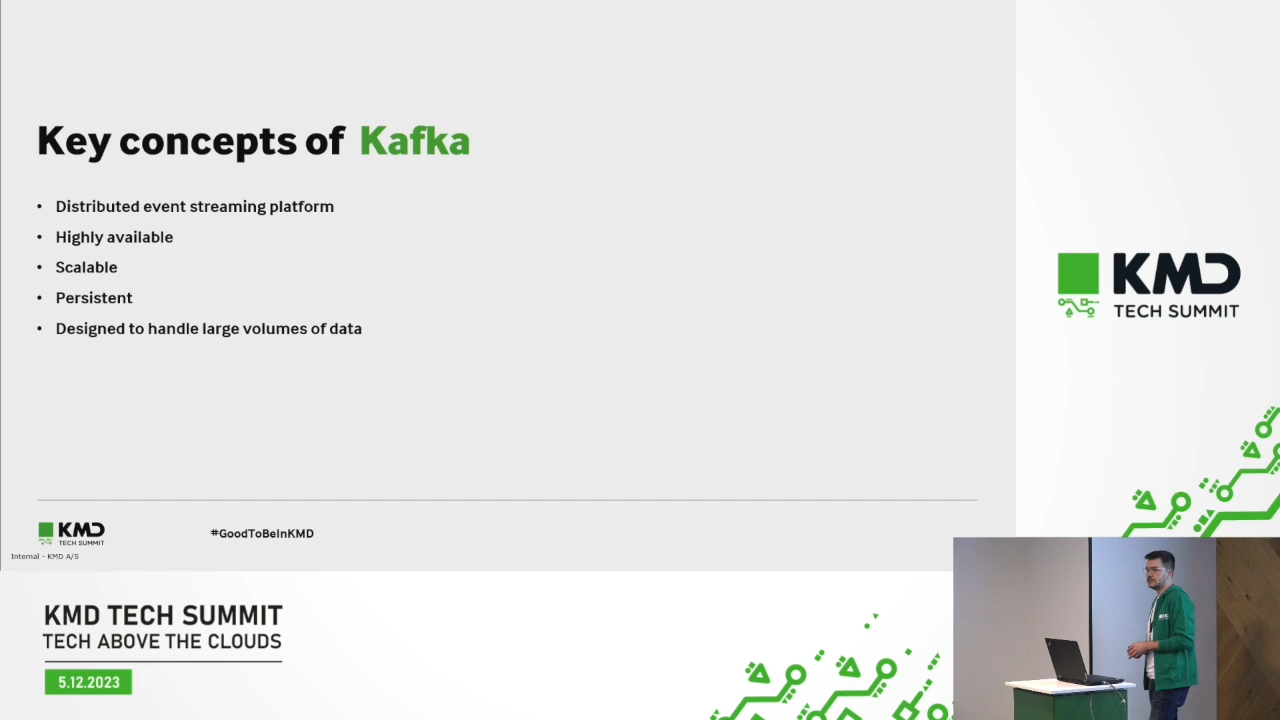 Key concepts of Kafka
• Distributed event streaming platform
• Highly available
• Scalable
• Persistent
• Designed to handle large volumes of data
KMD
TECH SUMMIT
#GoodToBeInKMD
Internal - KMD A/S
KMD
TECH SUMMIT
KMD TECH SUMMIT
TECH ABOVE THE CLOUDS
5.12.2023